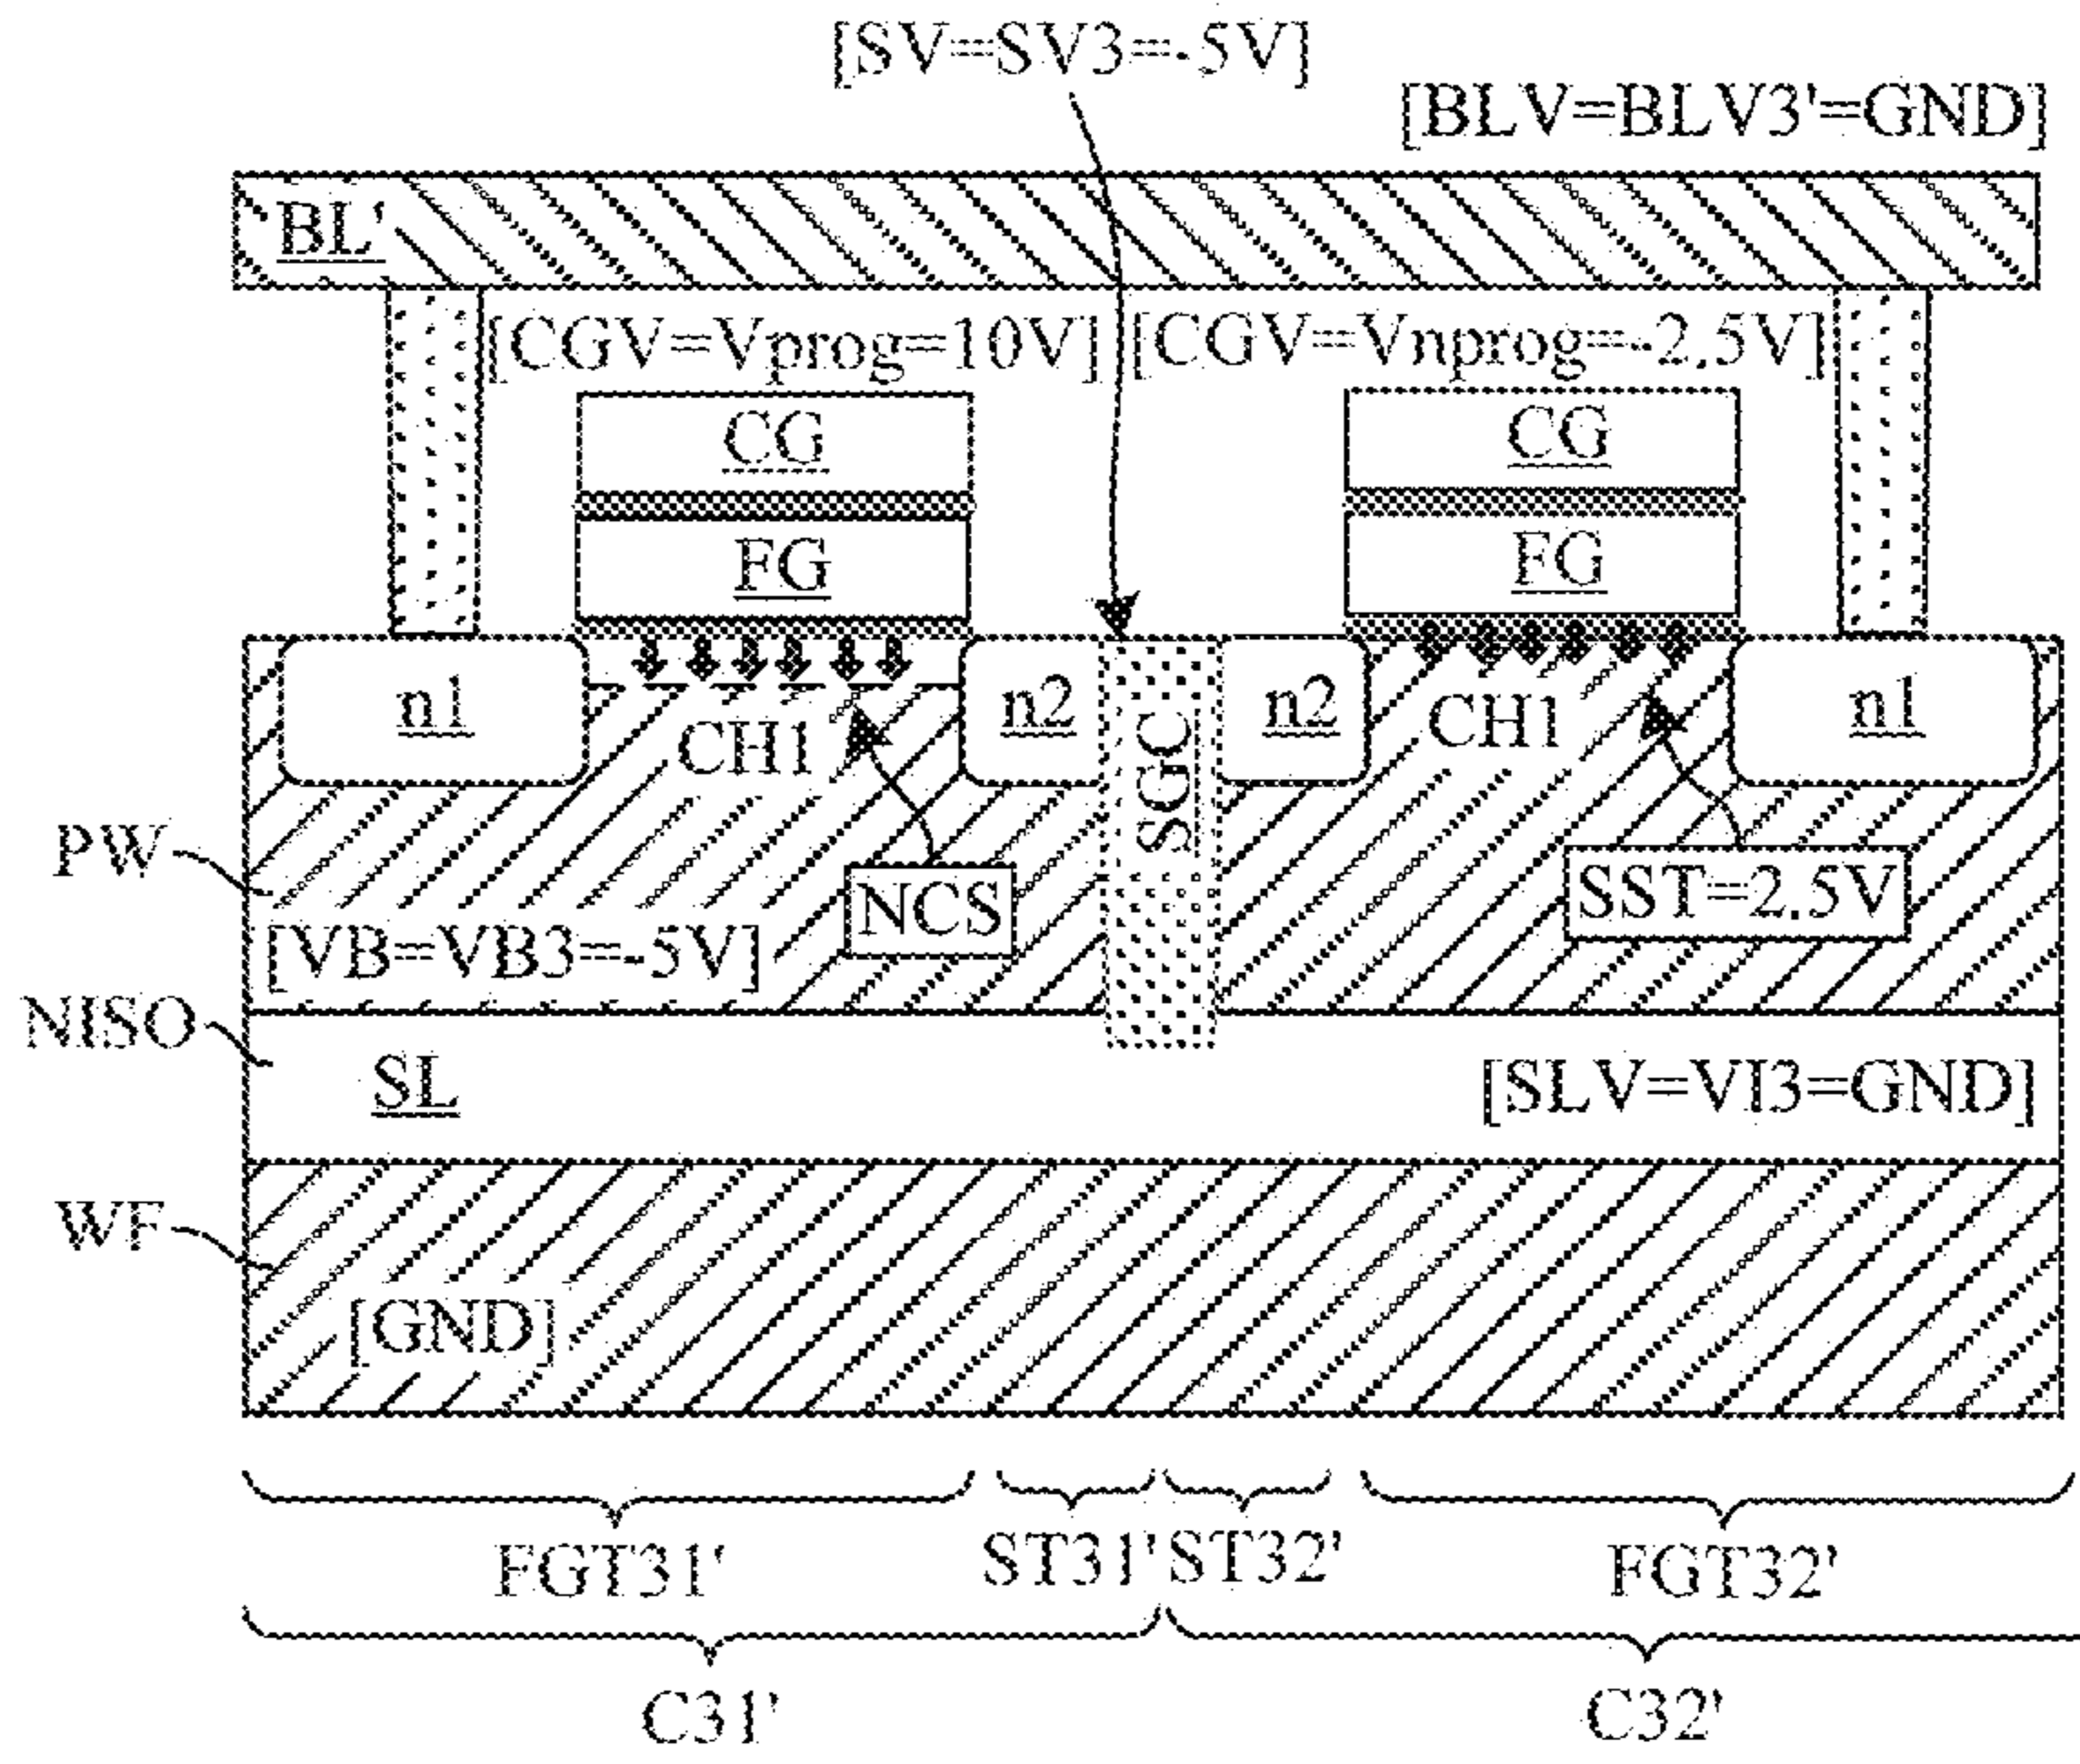 [SV=SV3=-5V]
[BLV=BLV3'=GND]
BL'
[CGV=Vprog=10V] [CGV=Vnprog=-2.5V]
CG CG
FG FG
n1 CH1 n2 SGC n2 CH1 n1
PW
NCS SST=2.5V
[VB=VB3=-5V]
NISO
SL [SLV=VI3=GND]
WF
[GND]
FGT31' ST31' ST32' FGT32'
C31' C32'